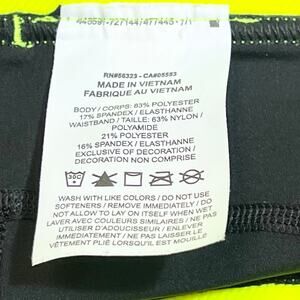 RN#56323 - CA#05553
MADE IN VIETNAM
FABRIQUE AU VIETNAM
BODY / CORPS: 83% POLYESTER
17% SPANDEX / ELASTHANNE
WAISTBAND / TAILLE: 63% NYLON /
POLYAMIDE
21% POLYESTER
16% SPANDEX / ELASTHANNE
EXCLUSIVE OF DECORATION /
DECORATION NON COMPRISE
30C
WASH WITH LIKE COLORS / DO NOT USE
SOFTENERS / REMOVE IMMEDIATELY / DO
NOT ALLOW TO LAY ON ITSELF WHEN WET
LAVER AVEC COULEURS SIMILAIRES / NE PAS
UTILISER D'ADOUCISSEUR / ENLEVER
IMMEDIATEMENT / NE PAS LAISSER LE
VÊTEMENT PLIÉ LORSQU'IL EST MOUILLÉ